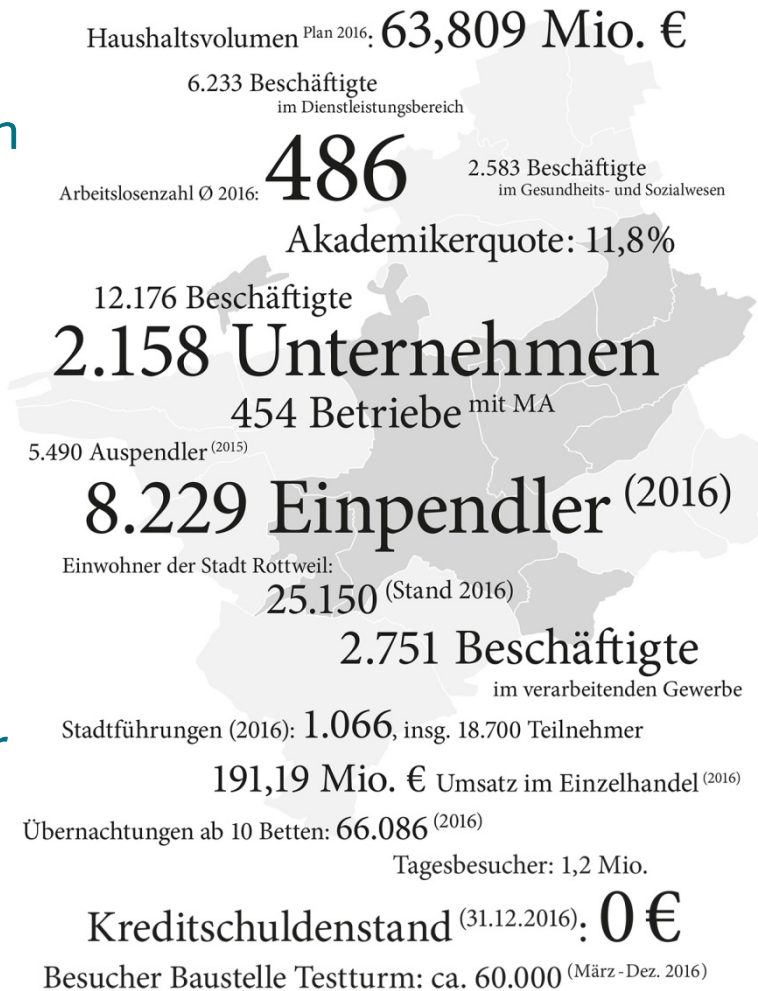 Haushaltsvolumen Plan 2016: 63,809 Mio. €
6.233 Beschäftigte
im Dienstleistungsbereich
n
Arbeitslosenzahl Ø 2016: 486
2.583 Beschäftigte
im Gesundheits- und Sozialwesen
Akademikerquote: 11,8%
12.176 Beschäftigte
2.158 Unternehmen
454 Betriebe mit MA
5.490 Auspendler (2015)
8.229 Einpendler (2016)
Einwohner der Stadt Rottweil:
25.150 (Stand 2016)
2.751 Beschäftigte
im verarbeitenden Gewerbe
Stadtführungen (2016): 1.066, insg. 18.700 Teilnehmer
191,19 Mio. € Umsatz im Einzelhandel (2016)
Übernachtungen ab 10 Betten: 66.086 (2016)
Tagesbesucher: 1,2 Mio.
Kreditschuldenstand (31.12.2016): 0 €
Besucher Baustelle Testturm: ca. 60.000 (März - Dez. 2016)